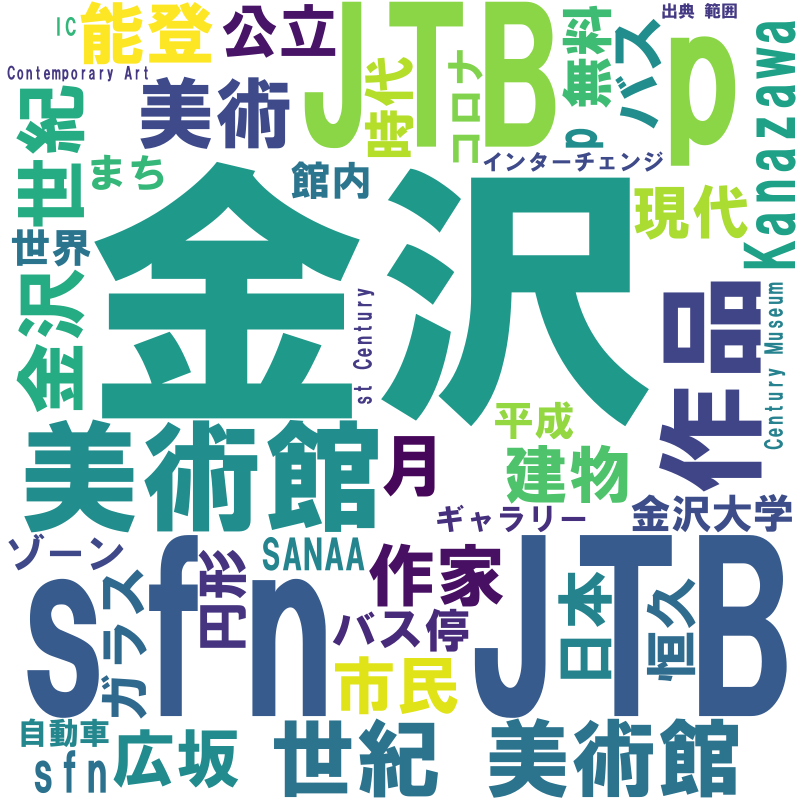 IC
能登
公立
JTB
p
無料
p
バス
出典 範囲
Contemporary Art
美術
時代
コロナ
Kanazawa
世紀
まち
館内
インターチェンジ
現代
世界
金沢
金沢
st Century
作品
Century Museum
美術館
月
平成
建物
ギャラリー
金沢大学
ゾーン
円形
SANAA
作家
sfn JTB
ガラス
バス停
日本
恒久
市民
自動車
広坂
世紀
美術館
sfn